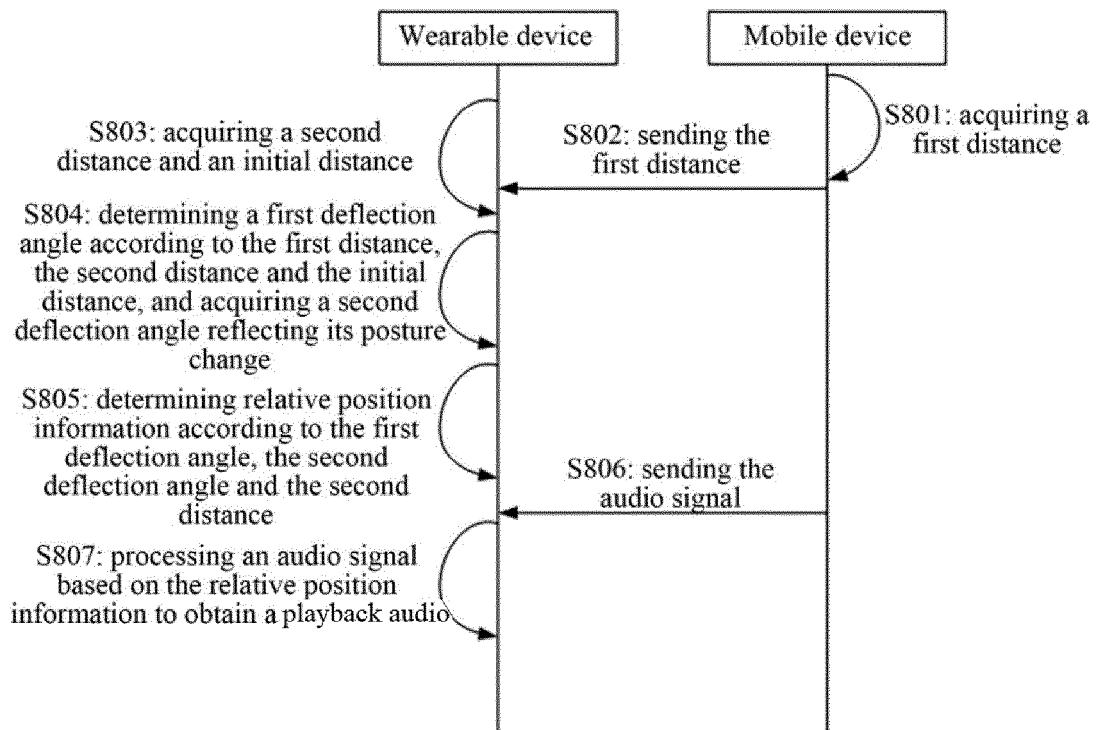 Wearable device
Mobile device
S801: acquiring a
first distance
S802: sending the
first distance
S803: acquiring a second
distance and an initial distance
S804: determining a first deflection
angle according to the first distance,
the second distance and the initial
distance, and acquiring a second
deflection angle reflecting its posture
change
S805: determining relative position
information according to the first
deflection angle, the second
deflection angle and the second
distance
S806: sending the
audio signal
S807: processing an audio signal
based on the relative position
information to obtain a playback audio